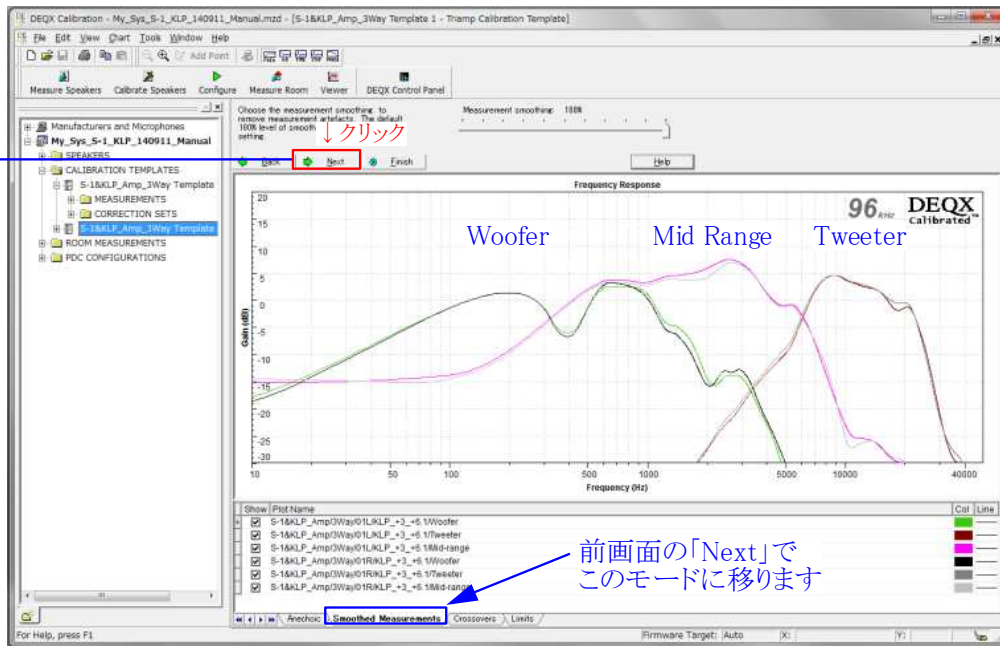 DEQX Calibration - My_Sys_S-1_KLP_140911_Manual.mzd - [S-1&KLP_Amp_3Way Template 1 - Triamp Calibration Template]
File Edit View Chart Tools Window Help
Add Point
Measure Speakers Calibrate Speakers Configure Measure Room Viewer DEQX Control Panel
Manufacturers and Microphones
My_Sys_S-1_KLP_140911_Manual
SPEAKERS
CALIBRATION TEMPLATES
S-1&KLP_Amp_3Way Template
MEASUREMENTS
CORRECTION SETS
S-1&KLP_Amp_3Way Template
ROOM MEASUREMENTS
PDC CONFIGURATIONS
Choose the measurement smoothing to
remove measurement artefacts. The default
100% level of smooth
setting.
↓クリック
Measurement smoothing: 100%
Back Next Finish Help
Frequency Response
96 kHz DEQX
Calibrated
Woofer Mid Range Tweeter
Gain (dB)
20
15
10
5
0
-5
-10
-15
-20
-25
-30
10 50 100 500 1000 5000 10000 40000
Frequency (Hz)
Show Plot Name Col Line
S-1&KLP_Amp/3Way/01L/KLP_+3_+6.1/Woofer
S-1&KLP_Amp/3Way/01L/KLP_+3_+6.1/Tweeter
S-1&KLP_Amp/3Way/01L/KLP_+3_+6.1/Mid-range
S-1&KLP_Amp/3Way/01R/KLP_+3_+6.1/Woofer
S-1&KLP_Amp/3Way/01R/KLP_+3_+6.1/Tweeter
S-1&KLP_Amp/3Way/01R/KLP_+3_+6.1/Mid-range
前画面の「Next」で
このモードに移ります
Anechoic Smoothed Measurements Crossovers Limits
For Help, press F1 Firmware Target: Auto X: Y: